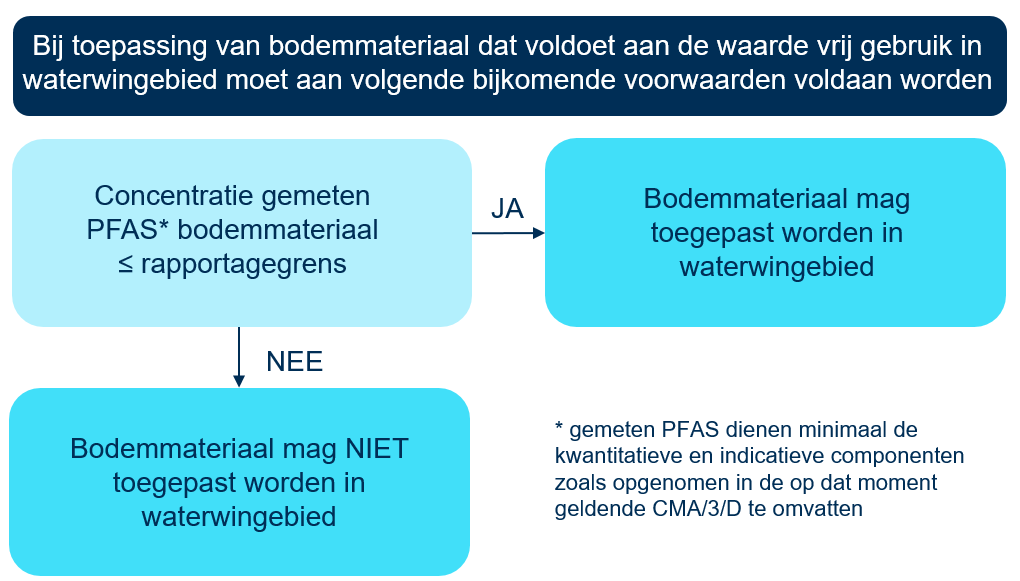 Bij toepassing van bodemmateriaal dat voldoet aan de waarde vrij gebruik in
waterwingebied moet aan volgende bijkomende voorwaarden voldaan worden
Concentratie gemeten
PFAS* bodemmateriaal
≤ rapportagegrens
JA
Bodemmateriaal mag
toegepast worden in
waterwingebied
NEE
Bodemmateriaal mag NIET
toegepast worden in
waterwingebied
* gemeten PFAS dienen minimaal de
kwantitatieve en indicatieve componenten
zoals opgenomen in de op dat moment
geldende CMA/3/D te omvatten